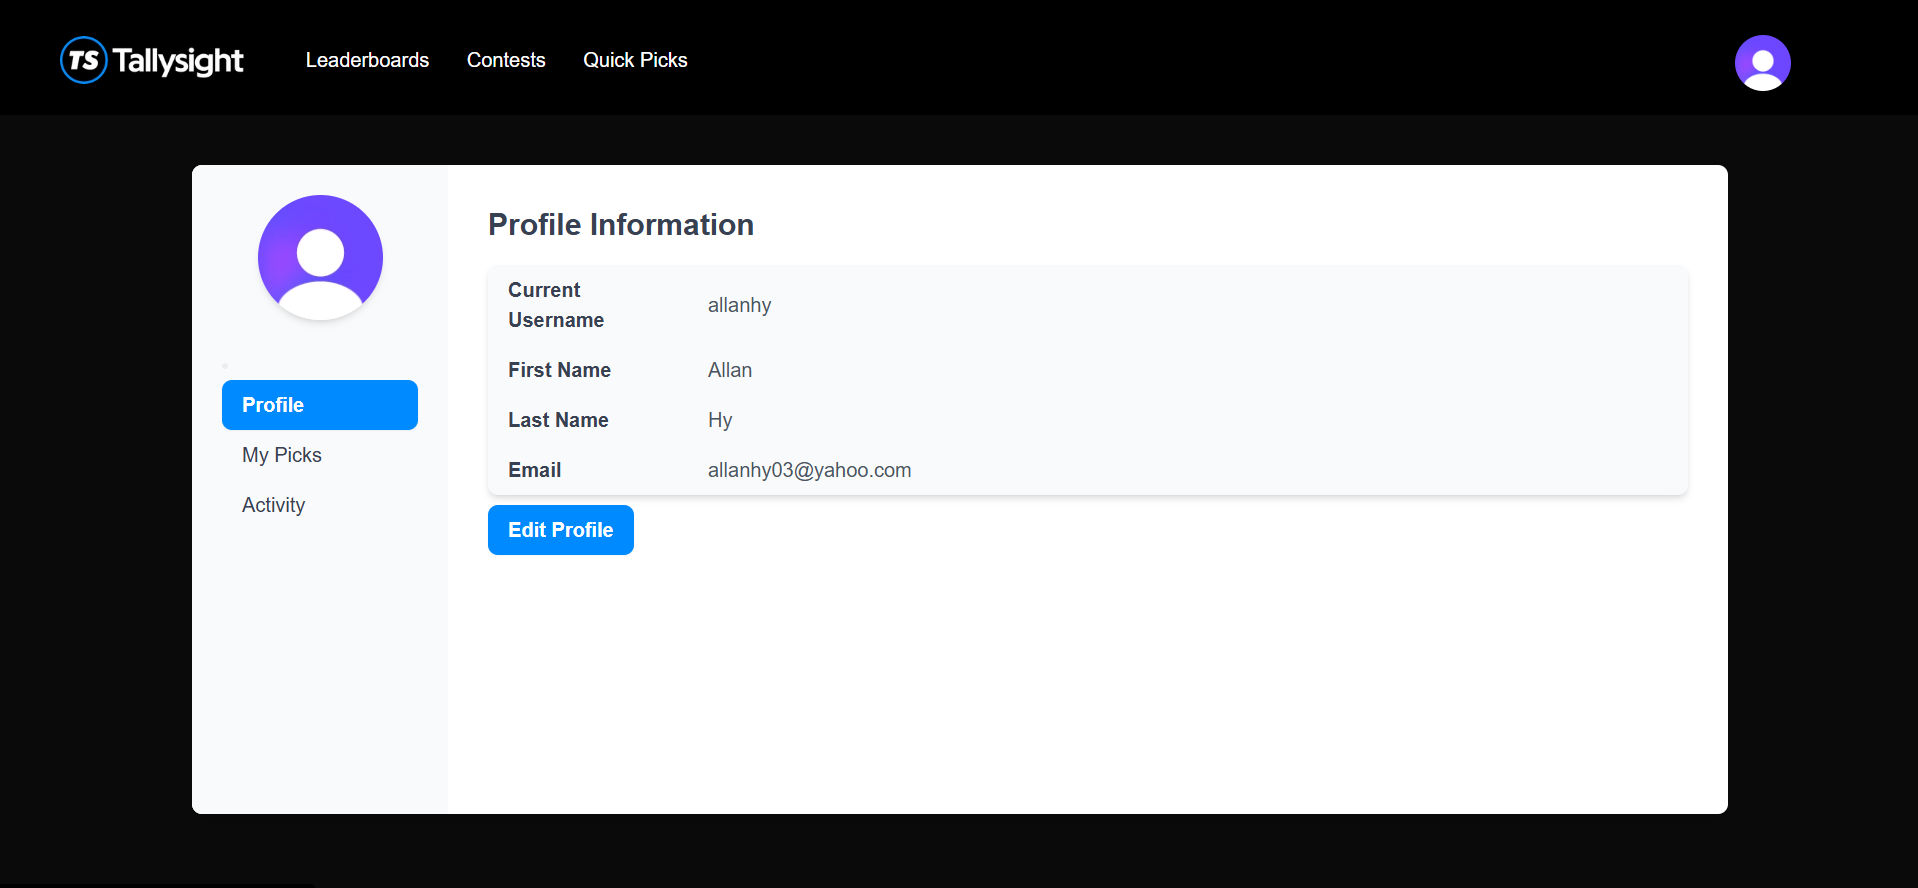 TS Tallysight
Leaderboards
Contests
Quick Picks
Profile
My Picks
Activity
Profile Information
Current
Username
allanhy
First Name
Allan
Last Name
Hy
Email
allanhy03@yahoo.com
Edit Profile